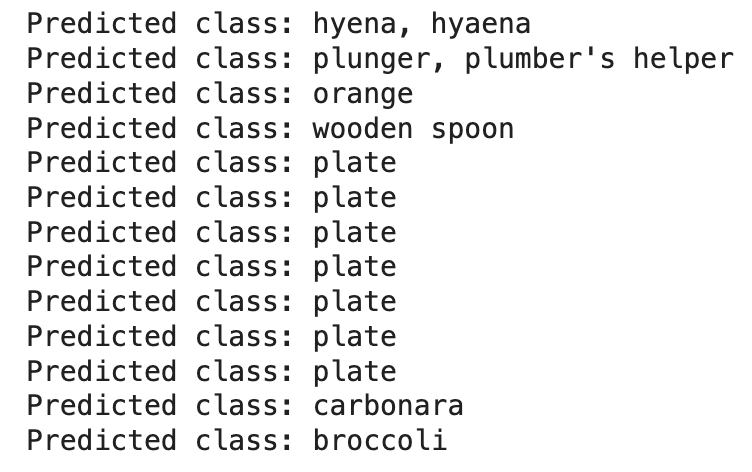 Predicted class: hyena, hyaena
Predicted class: plunger, plumber's helper
Predicted class: orange
Predicted class: wooden spoon
Predicted class: plate
Predicted class: plate
Predicted class: plate
Predicted class: plate
Predicted class: plate
Predicted class: plate
Predicted class: plate
Predicted class: carbonara
Predicted class: broccoli